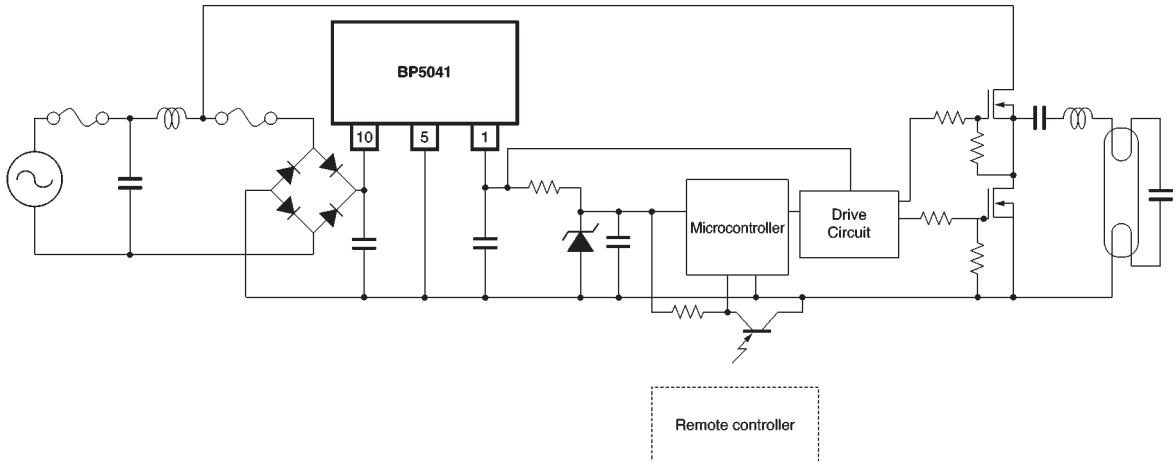 BP5041
10 5 1
Microcontroller
Drive
Circuit
Remote controller